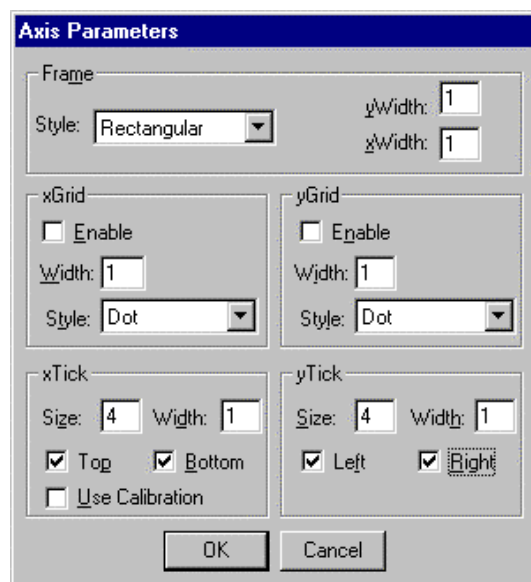 Axis Parameters
Frame
Style: Rectangular
yWidth: 1
xWidth: 1
xGrid
Enable
Width: 1
Style: Dot
yGrid
Enable
Width: 1
Style: Dot
xTick
Size: 4 Width: 1
Top Bottom
Use Calibration
yTick
Size: 4 Width: 1
Left Right
OK Cancel